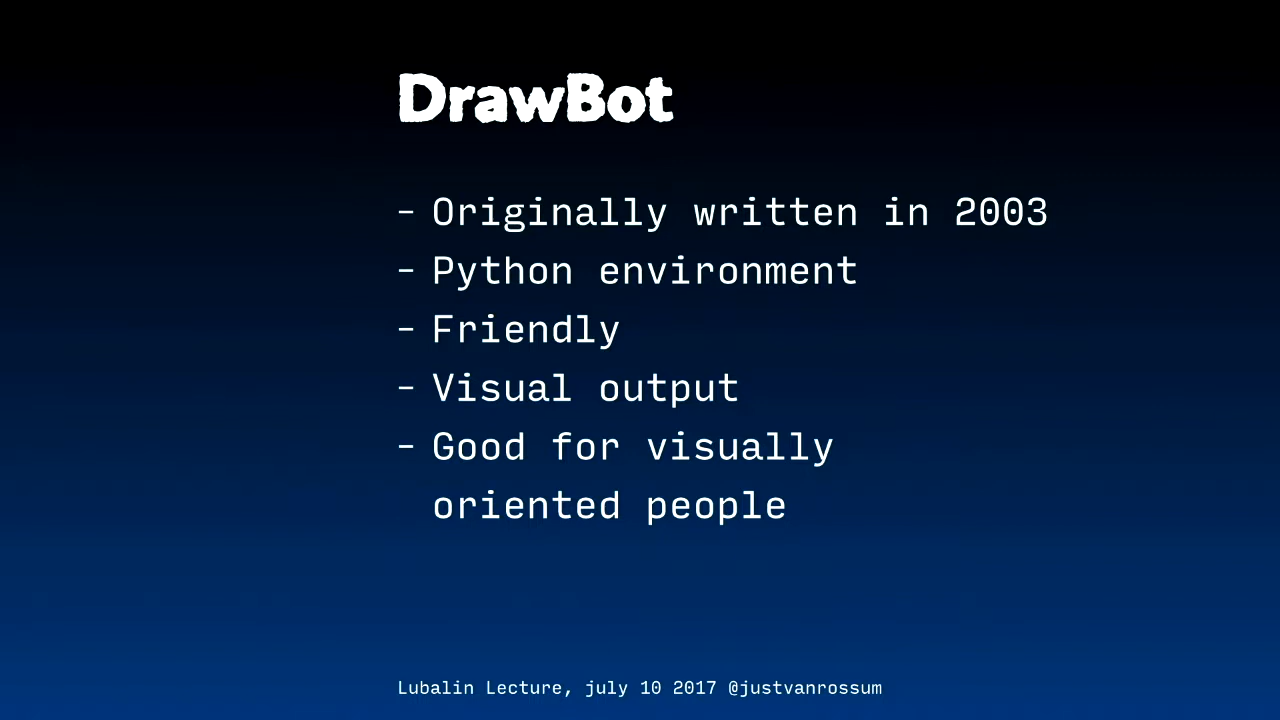 DrawBot
- Originally written in 2003
- Python environment
- Friendly
- Visual output
- Good for visually
oriented people
Lubalin Lecture, july 10 2017 @justvanrossum